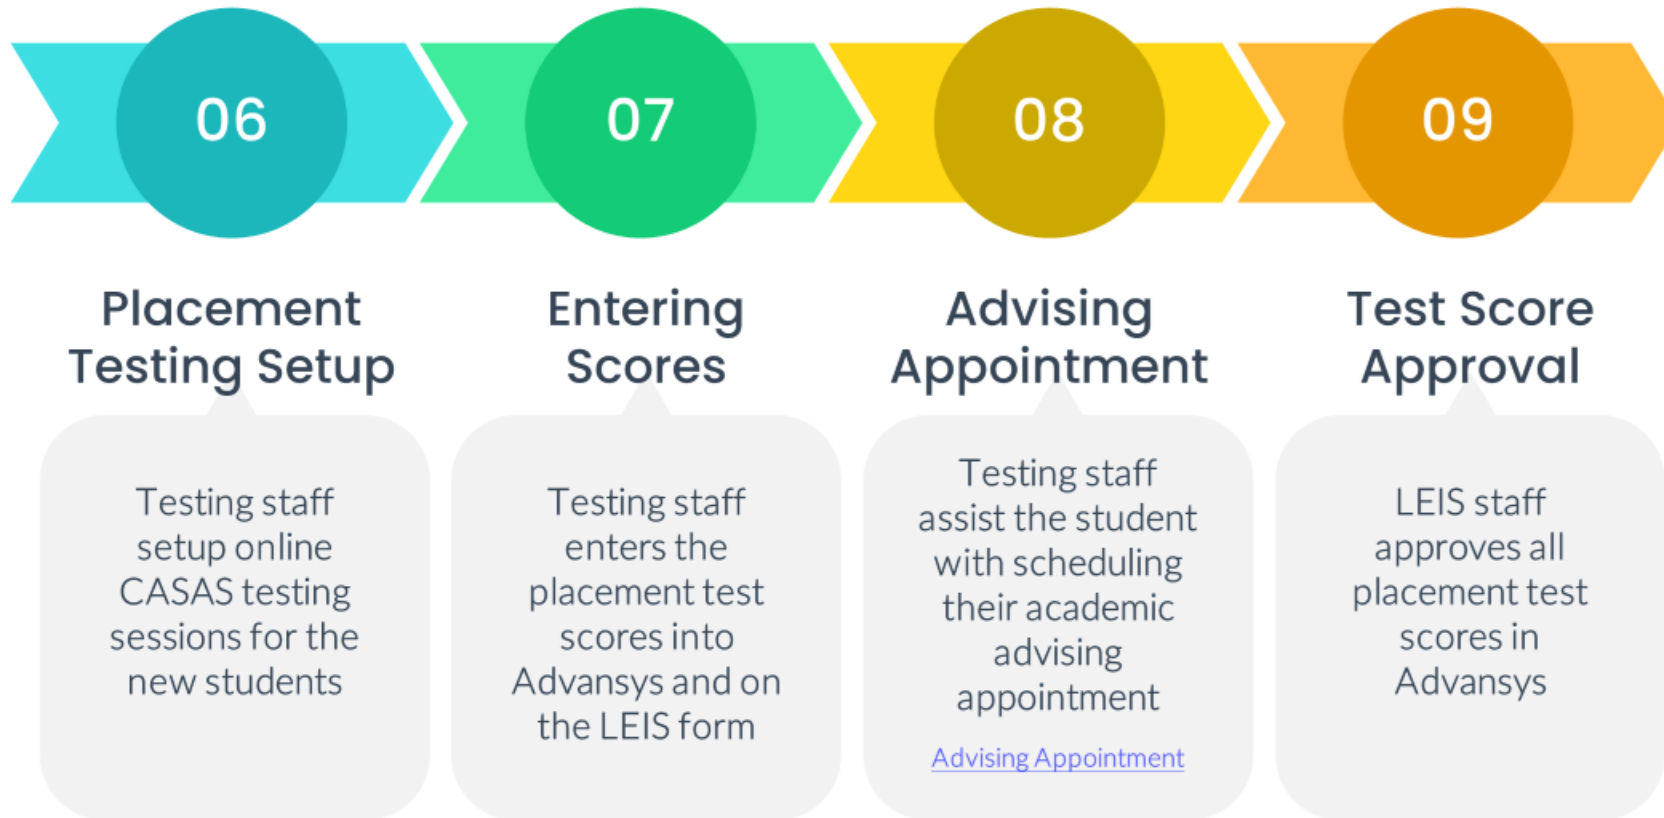 06
07
08
09
Placement
Testing Setup
Testing staff
setup online
CASAS testing
sessions for the
new students
Entering
Scores
Testing staff
enters the
placement test
scores into
Advansys and on
the LEIS form
Advising
Appointment
Testing staff
assist the student
with scheduling
their academic
advising
appointment
Advising Appointment
Test Score
Approval
LEIS staff
approves all
placement test
scores in
Advansys